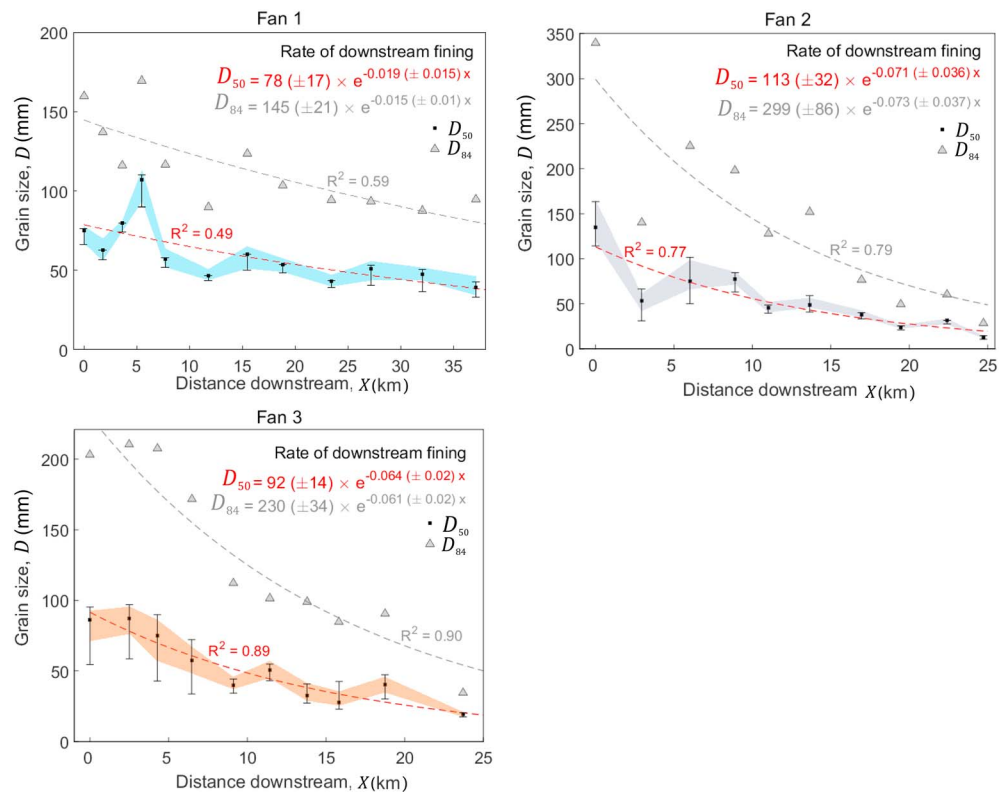 Fan 1
200
150
100
50
0
Grain size, D (mm)
Rate of downstream fining
D50 = 78 (±17) × e^-0.019 (± 0.015) x
D84 = 145 (±21) × e^-0.015 (± 0.01) x
D50
D84
R² = 0.59
R² = 0.49
0 5 10 15 20 25 30 35
Distance downstream, X(km)
Fan 2
350
300
250
200
150
100
50
0
Grain size, D (mm)
Rate of downstream fining
D50 = 113 (±32) × e^-0.071 (± 0.036) x
D84 = 299 (±86) × e^-0.073 (± 0.037) x
D50
D84
R² = 0.77
R² = 0.79
0 5 10 15 20 25
Distance downstream X(km)
Fan 3
200
150
100
50
0
Grain size, D (mm)
Rate of downstream fining
D50 = 92 (±14) × e^-0.064 (± 0.02) x
D84 = 230 (±34) × e^-0.061 (± 0.02) x
D50
D84
R² = 0.90
R² = 0.89
0 5 10 15 20 25
Distance downstream, X(km)